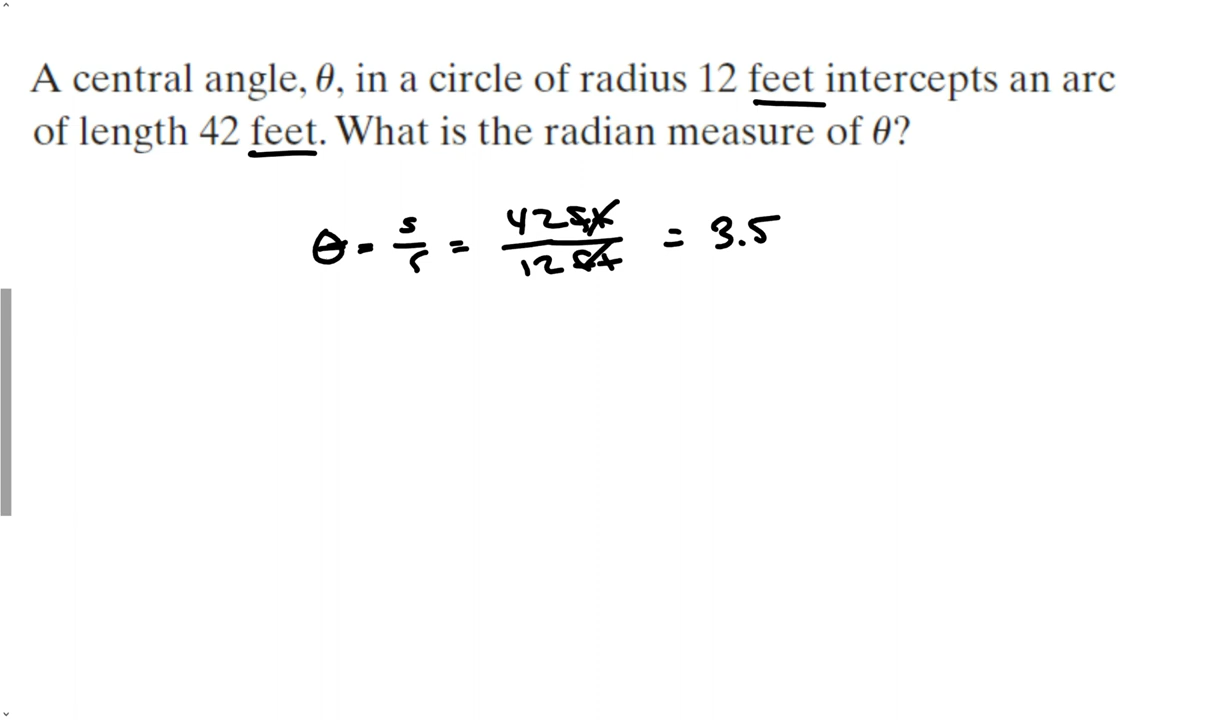 A central angle, θ, in a circle of radius 12 feet intercepts an arc
of length 42 feet. What is the radian measure of θ?
θ = s/r = 42 ft/12 ft = 3.5